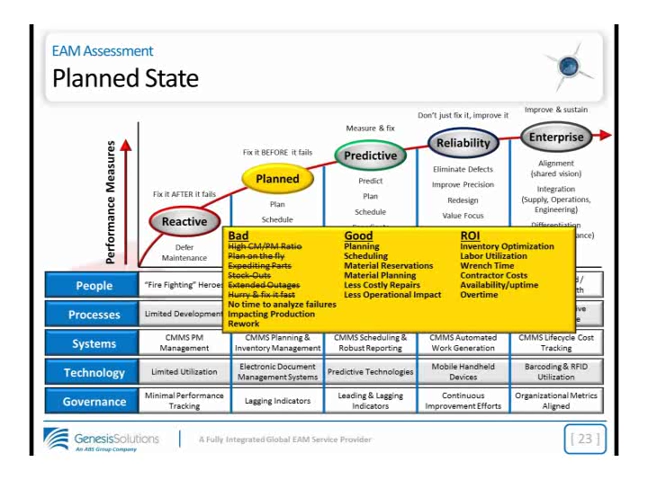 EAM Assessment
Planned State
Improve & sustain
Don't just fix it, improve it
Measure & fix
Fix it BEFORE it fails
Fix it AFTER it fails
Performance Measures
Reactive
Planned
Predictive
Reliability
Enterprise
Defer
Maintenance
Plan
Schedule
Predict
Plan
Schedule
Eliminate Defects
Improve Precision
Redesign
Value Focus
Alignment
(shared vision)
Integration
(Supply, Operations,
Engineering)
Differentiation
Bad
High CM/PM Ratio
Plan on the fly
Expediting Parts
Stock-Outs
Extended Outages
Hurry & fix it fast
No time to analyze failures
Impacting Production
Rework
Good
Planning
Scheduling
Material Reservations
Material Planning
Less Costly Repairs
Less Operational Impact
ROI
Inventory Optimization
Labor Utilization
Wrench Time
Contractor Costs
Availability/uptime
Overtime
People
"Fire Fighting" Heroes
Processes
Limited Development
Systems
CMMS PM
Management
CMMS Planning &
Inventory Management
CMMS Scheduling &
Robust Reporting
CMMS Automated
Work Generation
CMMS Lifecycle Cost
Tracking
Technology
Limited Utilization
Electronic Document
Management Systems
Predictive Technologies
Mobile Handheld
Devices
Barcoding & RFID
Utilization
Governance
Minimal Performance
Tracking
Lagging Indicators
Leading & Lagging
Indicators
Continuous
Improvement Efforts
Organizational Metrics
Aligned
GenesisSolutions
An ABS Group Company
A Fully Integrated Global EAM Service Provider
[ 23 ]